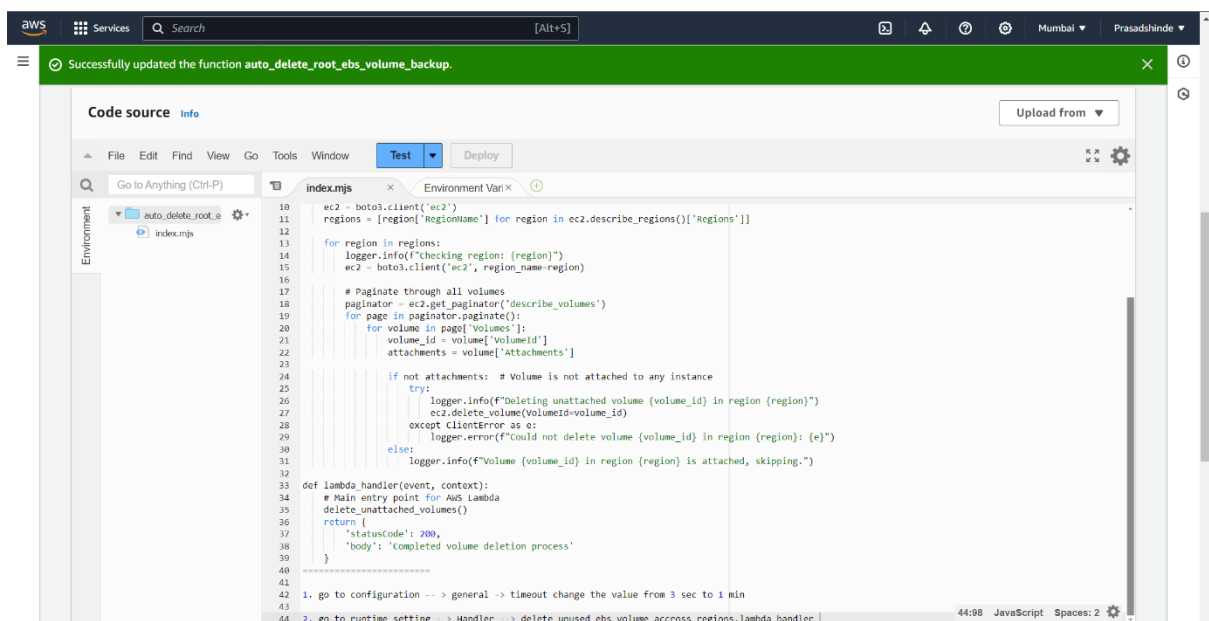 aws
Services
Search
[Alt+S]
Mumbai
Prasadshinde
Successfully updated the function auto_delete_root_ebs_volume_backup.
Code source Info
Upload from
File Edit Find View Go Tools Window Test Deploy
Go to Anything (Ctrl-P)
index.mjs
Environment Vari
Environment
auto_delete_root_e
index.mjs
10 ec2 = boto3.client('ec2')
11 regions = [region['RegionName'] for region in ec2.describe_regions()['Regions']]
12
13 for region in regions:
14 logger.info(f"Checking region: {region}")
15 ec2 = boto3.client('ec2', region_name=region)
16
17 # Paginate through all volumes
18 paginator = ec2.get_paginator('describe_volumes')
19 for page in paginator.paginate():
20 for volume in page['Volumes']:
21 volume_id = volume['VolumeId']
22 attachments = volume['Attachments']
23
24 if not attachments: # Volume is not attached to any instance
25 try:
26 logger.info(f"Deleting unattached volume {volume_id} in region {region}")
27 ec2.delete_volume(VolumeId=volume_id)
28 except ClientError as e:
29 logger.error(f"Could not delete volume {volume_id} in region {region}: {e}")
30 else:
31 logger.info(f"Volume {volume_id} in region {region} is attached, skipping.")
32
33 def lambda_handler(event, context):
34 # Main entry point for AWS Lambda
35 delete_unattached_volumes()
36 return {
37 'statusCode': 200,
38 'body': 'Completed volume deletion process'
39 }
40 ========================
41
42 1. go to configuration -- > general -> timeout change the value from 3 sec to 1 min
43
44 2. go to runtime setting --> Handler --> delete_unused_ebs_volume_accross_regions.lambda_handler
44:98 JavaScript Spaces: 2